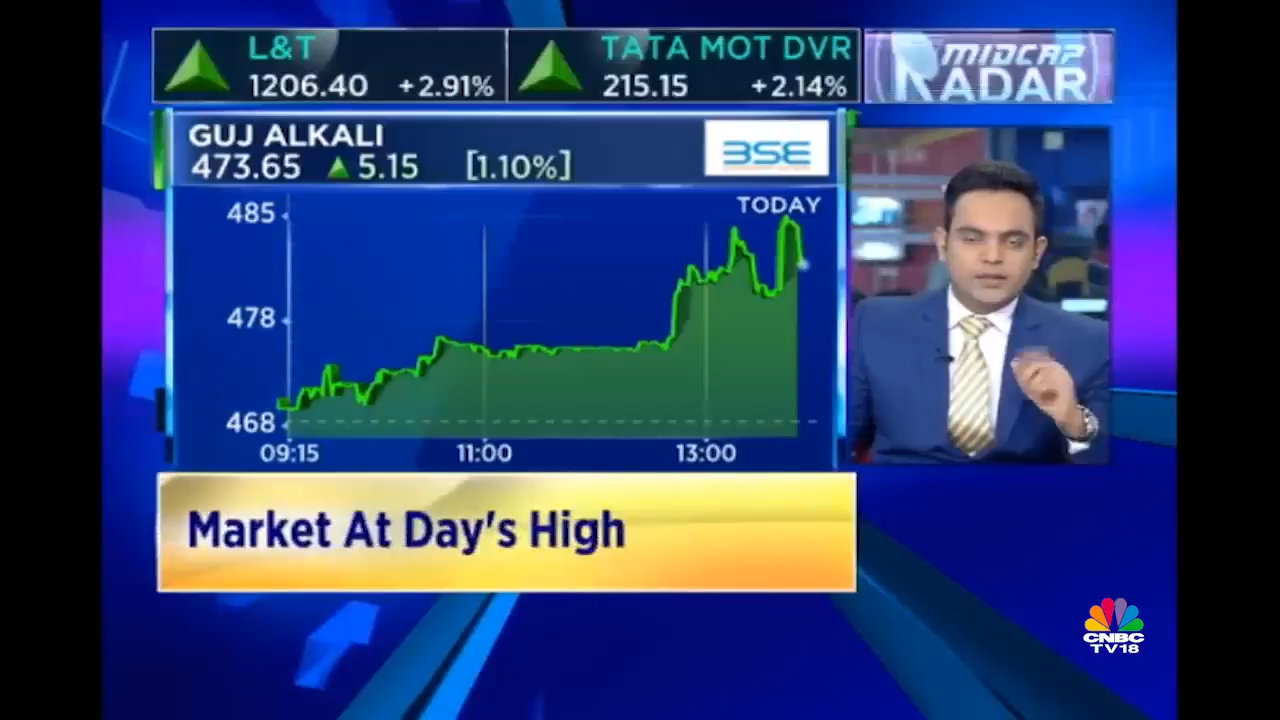 L&T
1206.40 +2.91%
TATA MOT DVR
215.15 +2.14%
MIDCAP
RADAR
GUJ ALKALI
473.65 5.15 [1.10%]
BSE
TODAY
485
478
468
09:15 11:00 13:00
Market At Day's High
CNBC
TV18